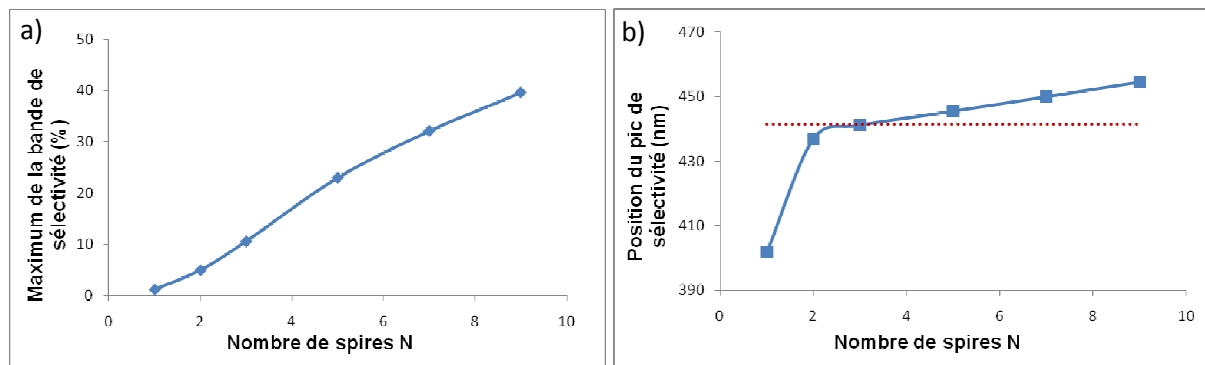 a)
50
40
30
20
10
0
0 2 4 6 8 10
Maximum de la bande de
sélectivité (%)
Nombre de spires N
b)
470
450
430
410
390
0 2 4 6 8 10
Position du pic de
sélectivité (nm)
Nombre de spires N